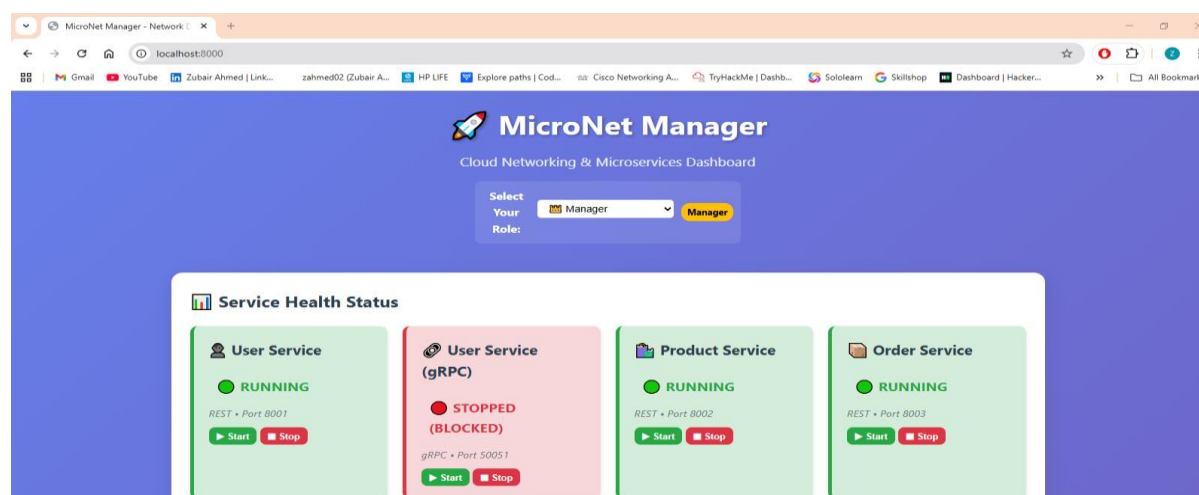 MicroNet Manager - Network
localhost:8000
Gmail
YouTube
Zubair Ahmed | Link...
zahmed02 (Zubair A...
HP LIFE
Explore paths | Cod...
Cisco Networking A...
TryHackMe | Dashb...
Sololearn
Skillshop
Dashboard | Hacker...
All Bookmark
MicroNet Manager
Cloud Networking & Microservices Dashboard
Select
Your
Role:
Manager
Manager
Service Health Status
User Service
RUNNING
REST • Port 8001
▶ Start
■ Stop
User Service
(gRPC)
STOPPED
(BLOCKED)
gRPC • Port 50051
▶ Start
■ Stop
Product Service
RUNNING
REST • Port 8002
▶ Start
■ Stop
Order Service
RUNNING
REST • Port 8003
▶ Start
■ Stop